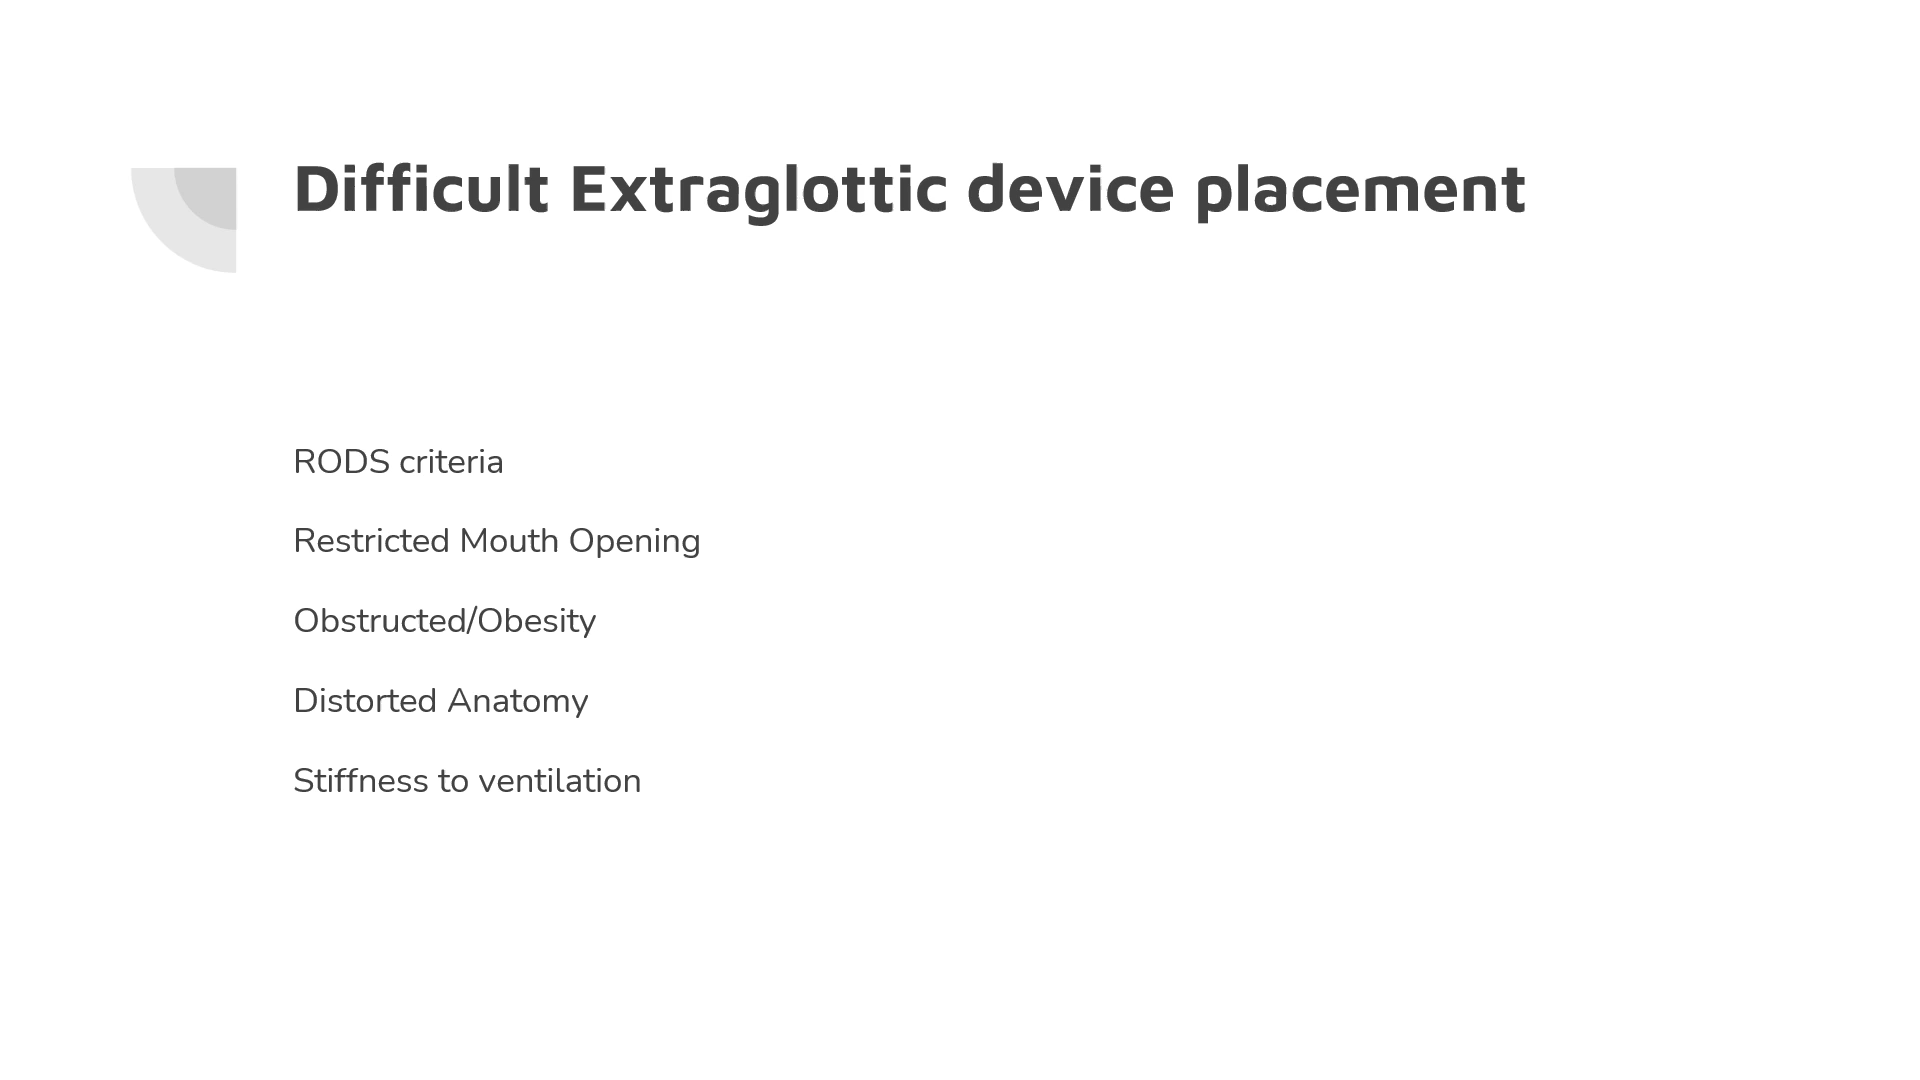 Difficult Extraglottic device placement
RODS criteria
Restricted Mouth Opening
Obstructed/Obesity
Distorted Anatomy
Stiffness to ventilation